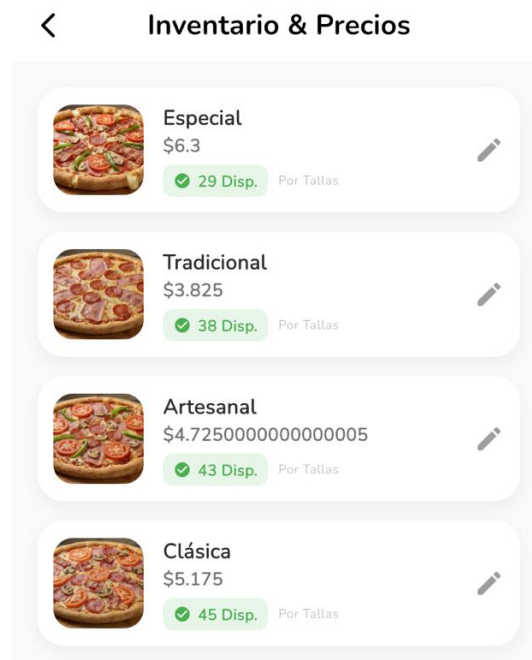 Inventario & Precios
Especial
$6.3
29 Disp. Por Tallas
Tradicional
$3.825
38 Disp. Por Tallas
Artesanal
$4.7250000000000005
43 Disp. Por Tallas
Clásica
$5.175
45 Disp. Por Tallas